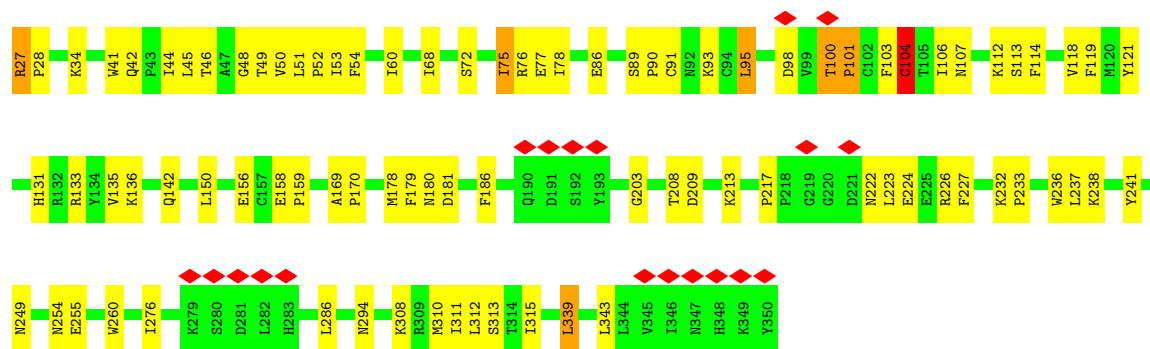 R27 P28 K34 W41 Q42 P43 I44 L45 T46 A47 G48 T49 V50 L51 P52 I53 F54 I60 I68 S72 I75 R76 E77 I78 E86 S89 P90 C91 N92 K93 C94 L95 D98 V99 T100 P101 C102 F103 C104 T105 I106 N107 K112 S113 F114 V118 F119 M120 Y121
H131 R132 R133 Y134 V135 K136 Q142 L150 E156 C157 E158 P159 A169 P170 M178 F179 N180 D181 F186 Q190 D191 S192 Y193 G203 T208 D209 K213 P217 P218 G219 G220 D221 N222 L223 E224 E225 R226 F227 K232 P233 W236 L237 K238 Y241
N249 N254 E255 W260 I276 K279 S280 D281 L282 H283 L286 N294 K308 R309 M310 I311 L312 S313 T314 I315 L339 L343 L344 V345 I346 N347 H348 K349 Y350